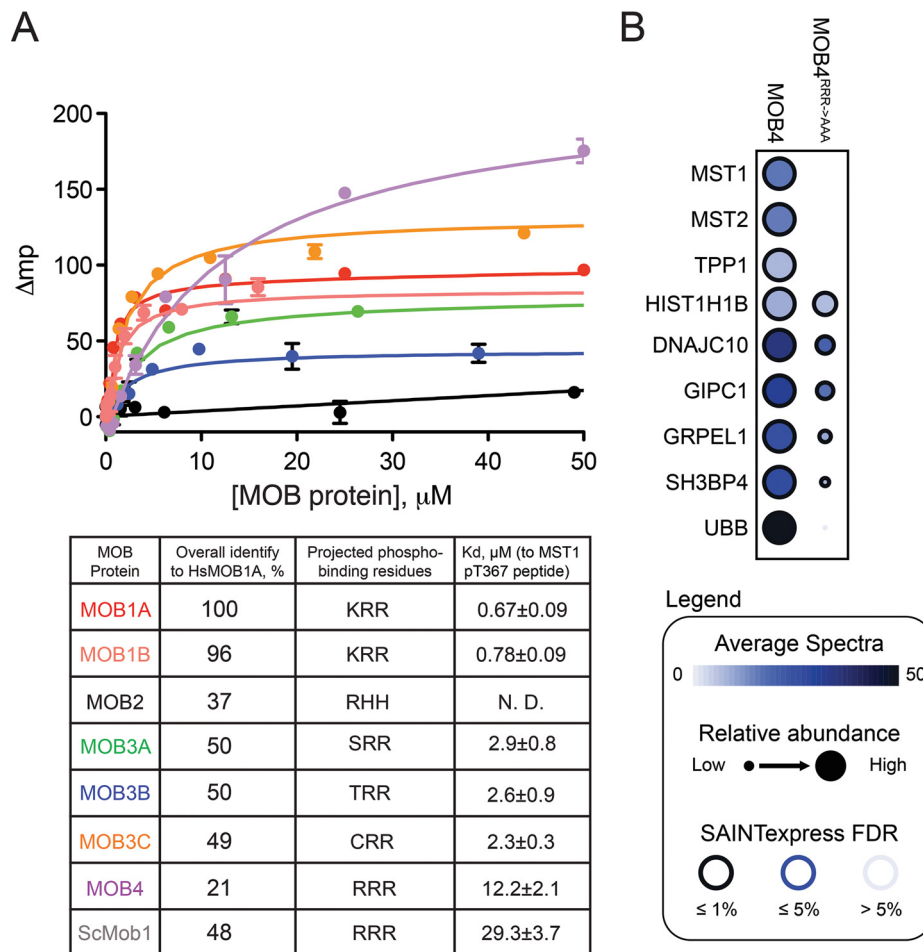 A
B
200
150
100
50
0
Δmp
0
10
20
30
40
50
[MOB protein], μM
MOB4
MOB4RRR->AAA
MST1
MST2
TPP1
HIST1H1B
DNAJC10
GIPC1
GRPEL1
SH3BP4
UBB
MOB Protein
Overall identify to HsMOB1A, %
Projected phospho-binding residues
Kd, μM (to MST1 pT367 peptide)
MOB1A 100 KRR 0.67±0.09
MOB1B 96 KRR 0.78±0.09
MOB2 37 RHH N. D.
MOB3A 50 SRR 2.9±0.8
MOB3B 50 TRR 2.6±0.9
MOB3C 49 CRR 2.3±0.3
MOB4 21 RRR 12.2±2.1
ScMob1 48 RRR 29.3±3.7
Legend
Average Spectra
0 50
Relative abundance
Low High
SAINTexpress FDR
≤ 1% ≤ 5% > 5%